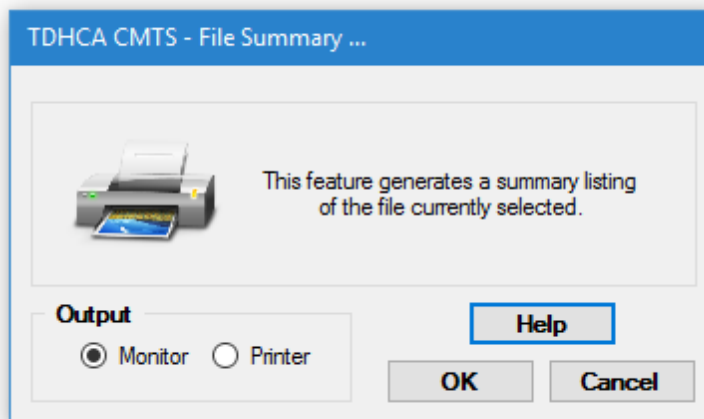 TDHCA CMTS - File Summary ...
This feature generates a summary listing
of the file currently selected.
Output
Monitor
Printer
Help
OK
Cancel